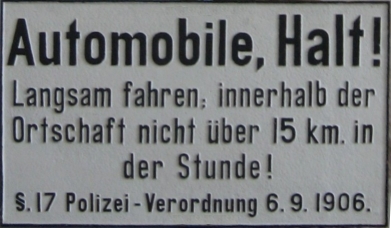 Automobile, Halt!
Langsam fahren; innerhalb der
Ortschaft nicht über 15 km. in
der Stunde!
§. 17 Polizei-Verordnung 6. 9. 1906.